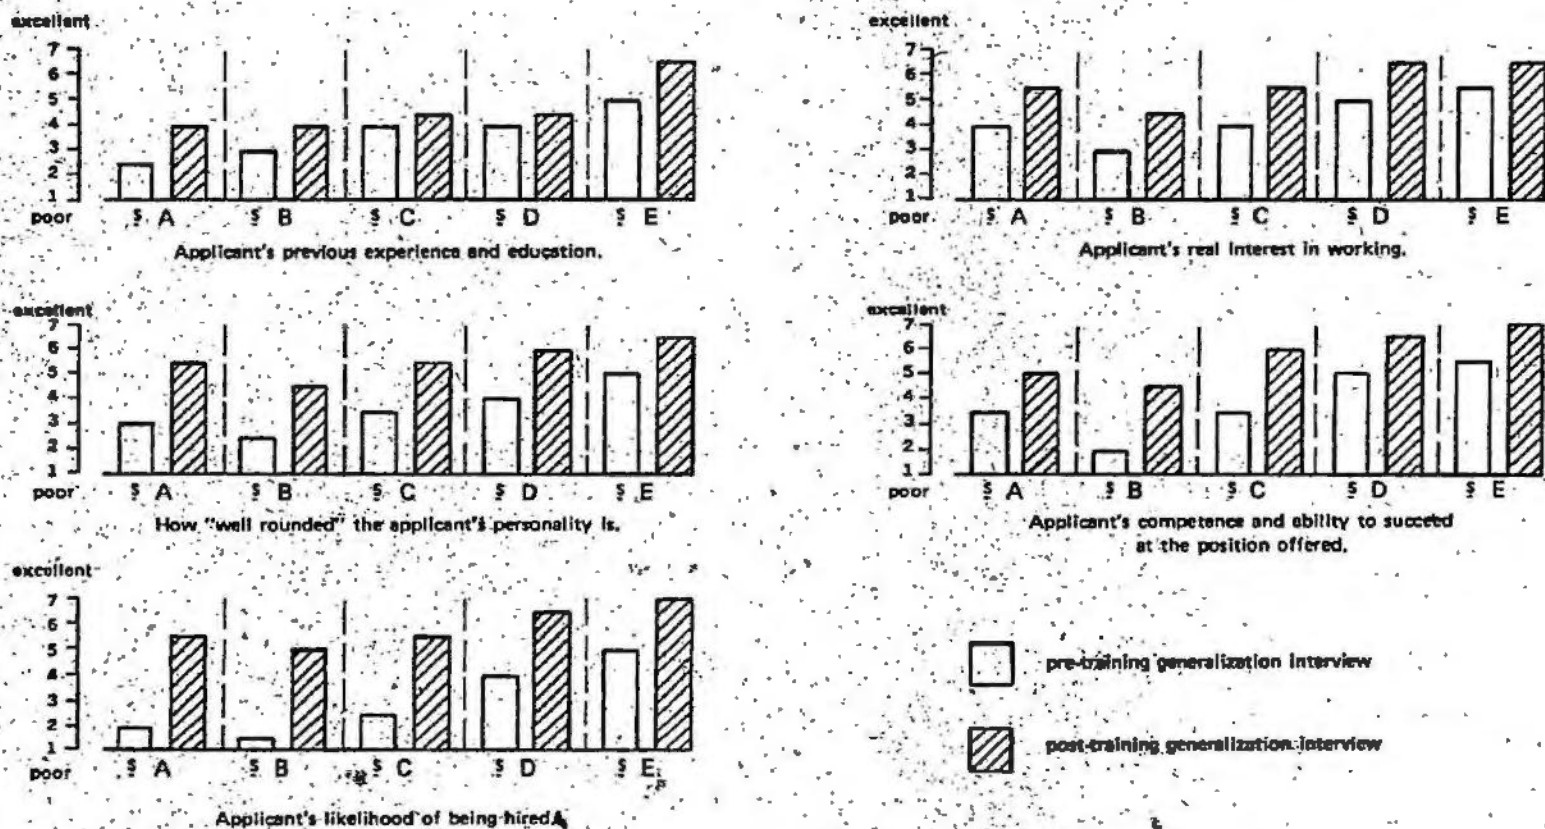 excellent
7
6
5
4
3
2
1
poor
S A S B S C S D S E
Applicant's previous experience and education.
excellent
7
6
5
4
3
2
1
poor
S A S B S C S D S E
Applicant's real interest in working.
excellent
7
6
5
4
3
2
1
poor
S A S B S C S D S E
How "well rounded" the applicant's personality is.
excellent
7
6
5
4
3
2
1
poor
S A S B S C S D S E
Applicant's competence and ability to succeed
at the position offered.
excellent
7
6
5
4
3
2
1
poor
S A S B S C S D S E
Applicant's likelihood of being hired.
pre-training generalization interview
post-training generalization interview